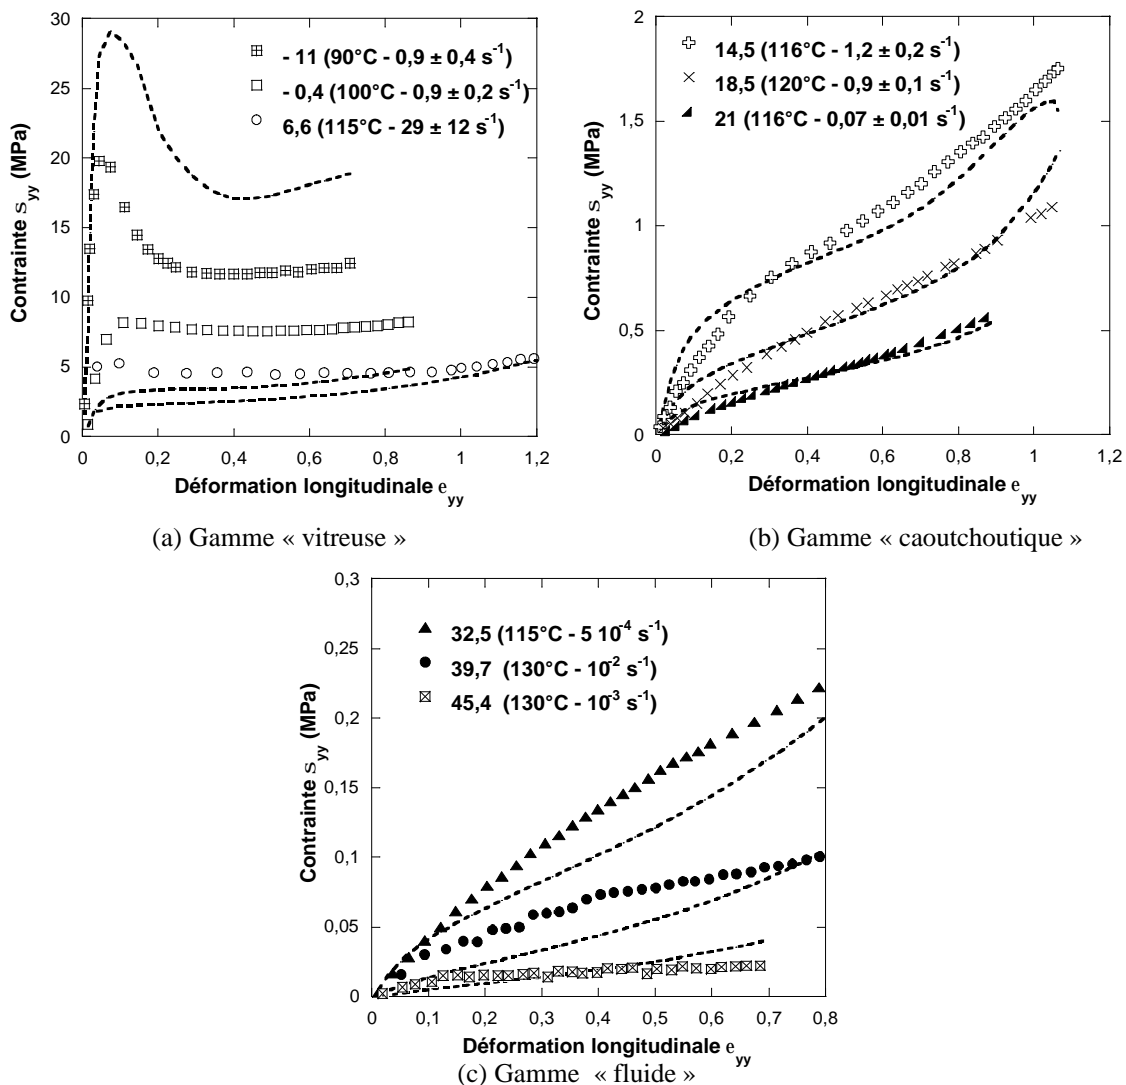 30
25
20
15
10
5
0
Contrainte s_yy (MPa)
- 11 (90°C - 0,9 ± 0,4 s⁻¹)
- 0,4 (100°C - 0,9 ± 0,2 s⁻¹)
6,6 (115°C - 29 ± 12 s⁻¹)
0 0,2 0,4 0,6 0,8 1 1,2
Déformation longitudinale e_yy
(a) Gamme « vitreuse »
2
1,5
1
0,5
0
Contrainte s_yy (MPa)
14,5 (116°C - 1,2 ± 0,2 s⁻¹)
18,5 (120°C - 0,9 ± 0,1 s⁻¹)
21 (116°C - 0,07 ± 0,01 s⁻¹)
0 0,2 0,4 0,6 0,8 1 1,2
Déformation longitudinale e_yy
(b) Gamme « caoutchoutique »
0,3
0,25
0,2
0,15
0,1
0,05
0
Contrainte s_yy (MPa)
32,5 (115°C - 5 10⁻⁴ s⁻¹)
39,7 (130°C - 10⁻² s⁻¹)
45,4 (130°C - 10⁻³ s⁻¹)
0 0,1 0,2 0,3 0,4 0,5 0,6 0,7 0,8
Déformation longitudinale e_yy
(c) Gamme « fluide »